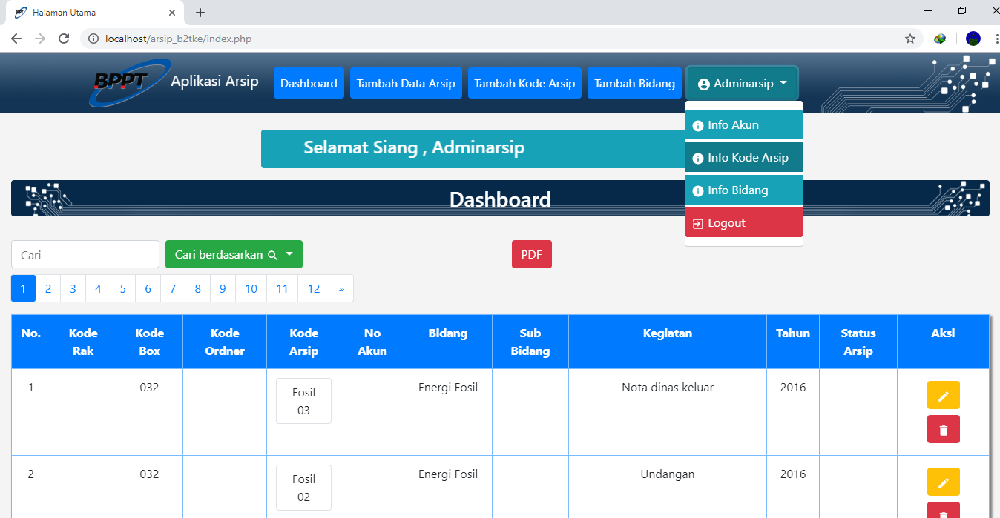 Halaman Utama
localhost/arsip_b2tke/index.php
BPPT
Aplikasi Arsip
Dashboard
Tambah Data Arsip
Tambah Kode Arsip
Tambah Bidang
Adminarsip
Info Akun
Info Kode Arsip
Info Bidang
Logout
Selamat Siang , Adminarsip
Dashboard
Cari
Cari berdasarkan
PDF
1 2 3 4 5 6 7 8 9 10 11 12 »
No. Kode Rak Kode Box Kode Ordner Kode Arsip No Akun Bidang Sub Bidang Kegiatan Tahun Status Arsip Aksi
1 032 Fosil 03 Energi Fosil Nota dinas keluar 2016
2 032 Fosil 02 Energi Fosil Undangan 2016